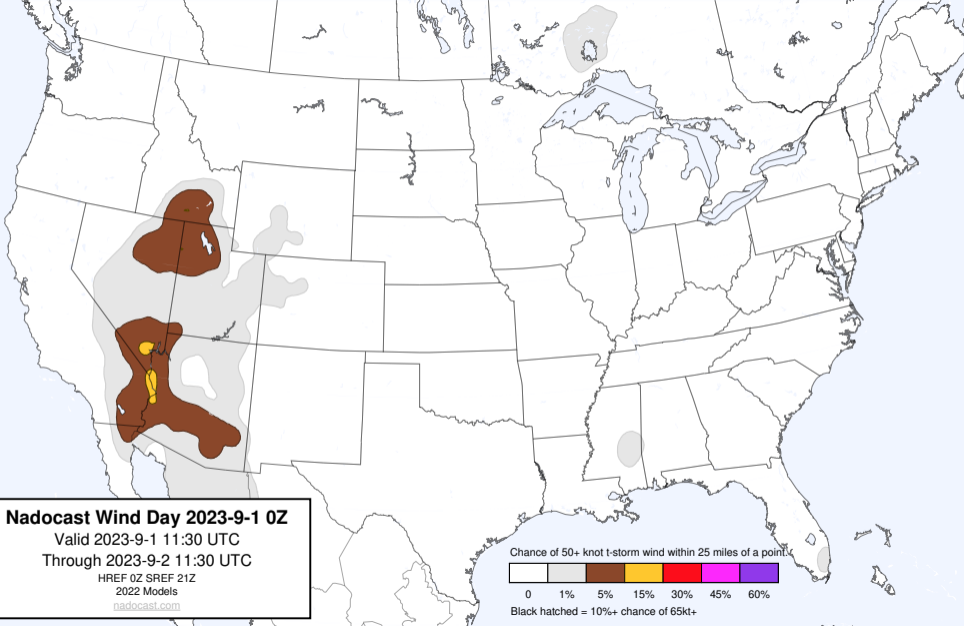 Nadocast Wind Day 2023-9-1 0Z
Valid 2023-9-1 11:30 UTC
Through 2023-9-2 11:30 UTC
HREF 0Z SREF 21Z
2022 Models
nadocast.com
Chance of 50+ knot t-storm wind within 25 miles of a point.
0 1% 5% 15% 30% 45% 60%
Black hatched = 10%+ chance of 65kt+